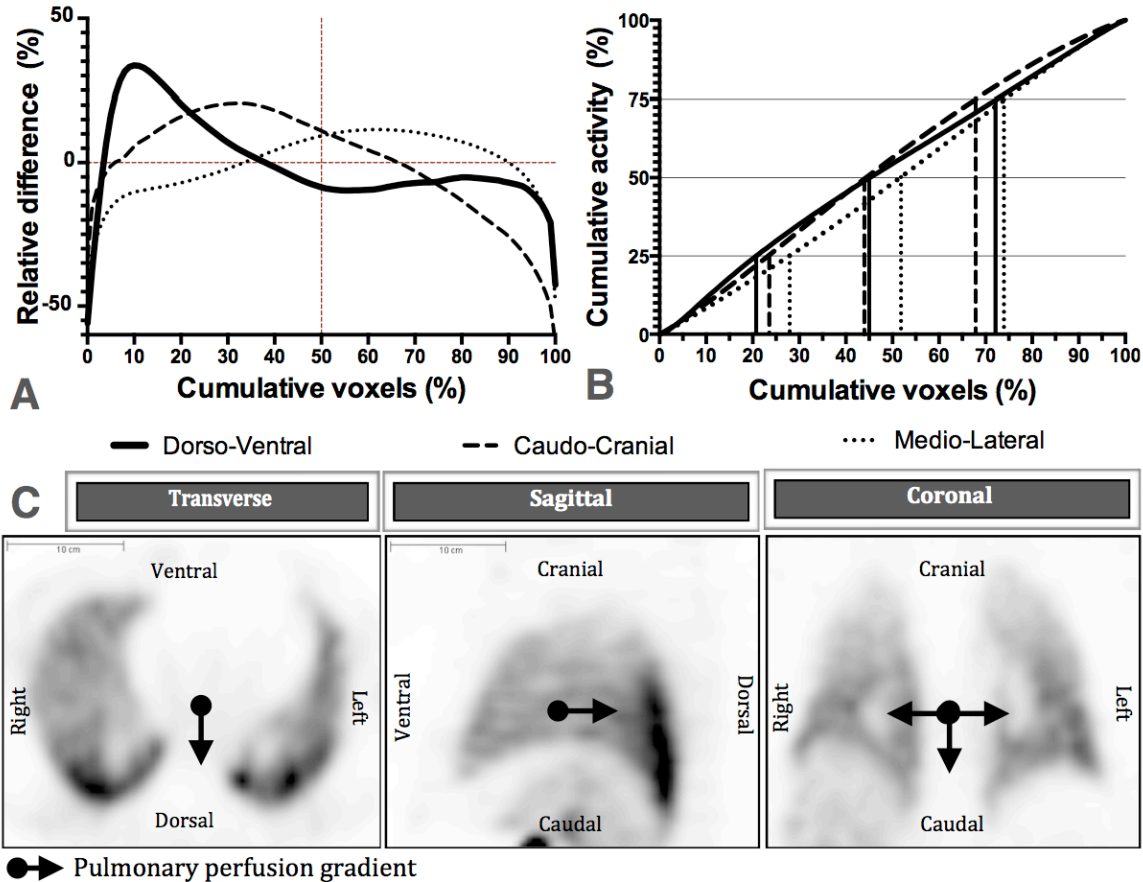 Relative difference (%)
50
0
-50
0 10 20 30 40 50 60 70 80 90 100
Cumulative voxels (%)
A
Cumulative activity (%)
100
75
50
25
0
0 10 20 30 40 50 60 70 80 90 100
Cumulative voxels (%)
B
Dorso-Ventral
Caudo-Cranial
Medio-Lateral
C
Transverse
Sagittal
Coronal
10 cm
Ventral
Right
Left
Dorsal
10 cm
Cranial
Ventral
Dorsal
Caudal
Cranial
Right
Left
Caudal
Pulmonary perfusion gradient